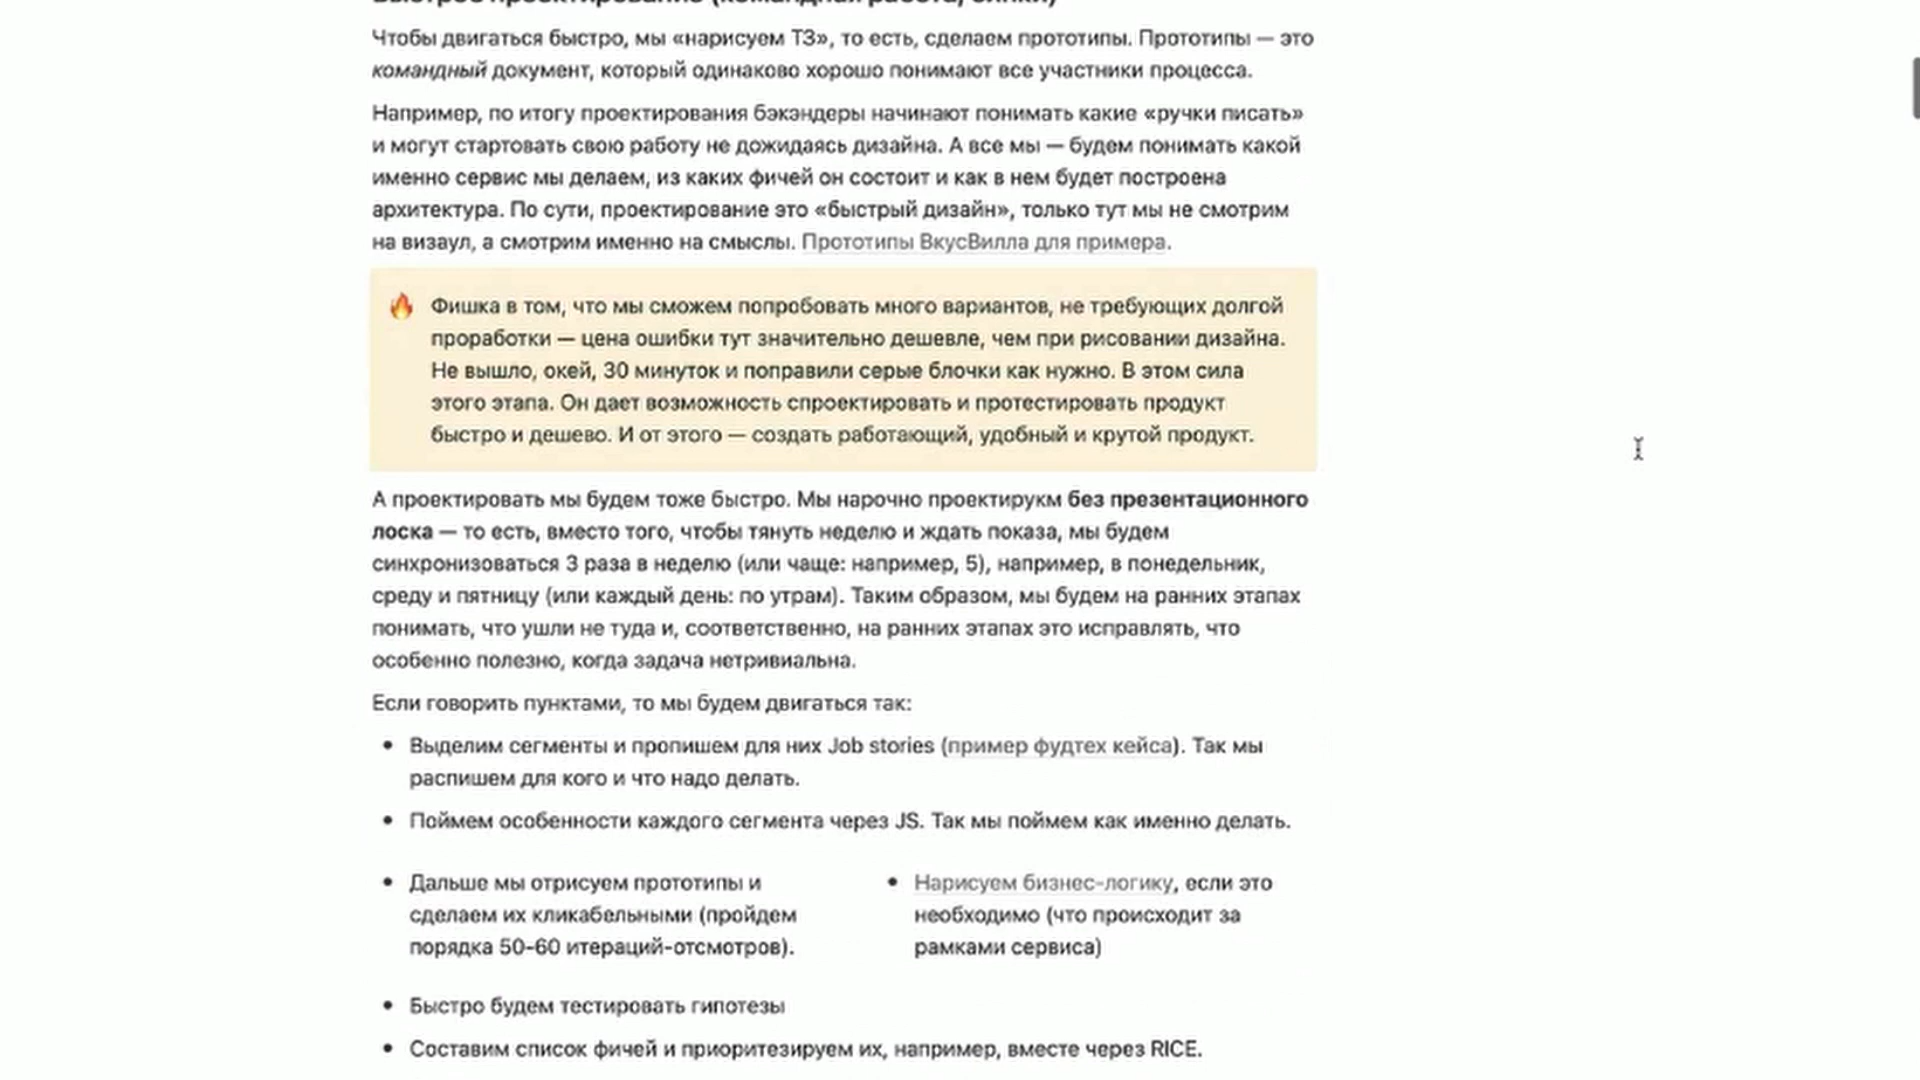 Быстрое проектирование (командная работа, синки)
Чтобы двигаться быстро, мы «нарисуем ТЗ», то есть, сделаем прототипы. Прототипы — это
командный документ, который одинаково хорошо понимают все участники процесса.
Например, по итогу проектирования бэкэндеры начинают понимать какие «ручки писать»
и могут стартовать свою работу не дожидаясь дизайна. А все мы — будем понимать какой
именно сервис мы делаем, из каких фичей он состоит и как в нем будет построена
архитектура. По сути, проектирование это «быстрый дизайн», только тут мы не смотрим
на визаул, а смотрим именно на смыслы. Прототипы ВкусВилла для примера.
🔥 Фишка в том, что мы сможем попробовать много вариантов, не требующих долгой
проработки — цена ошибки тут значительно дешевле, чем при рисовании дизайна.
Не вышло, окей, 30 минуток и поправили серые блочки как нужно. В этом сила
этого этапа. Он дает возможность спроектировать и протестировать продукт
быстро и дешево. И от этого — создать работающий, удобный и крутой продукт.
А проектировать мы будем тоже быстро. Мы нарочно проектирукм без презентационного
лоска — то есть, вместо того, чтобы тянуть неделю и ждать показа, мы будем
синхронизоваться 3 раза в неделю (или чаще: например, 5), например, в понедельник,
среду и пятницу (или каждый день: по утрам). Таким образом, мы будем на ранних этапах
понимать, что ушли не туда и, соответственно, на ранних этапах это исправлять, что
особенно полезно, когда задача нетривиальна.
Если говорить пунктами, то мы будем двигаться так:
• Выделим сегменты и пропишем для них Job stories (пример фудтех кейса). Так мы
распишем для кого и что надо делать.
• Поймем особенности каждого сегмента через JS. Так мы поймем как именно делать.
• Дальше мы отрисуем прототипы и
сделаем их кликабельными (пройдем
порядка 50-60 итераций-отсмотров).
• Нарисуем бизнес-логику, если это
необходимо (что происходит за
рамками сервиса)
• Быстро будем тестировать гипотезы
• Составим список фичей и приоритезируем их, например, вместе через RICE.